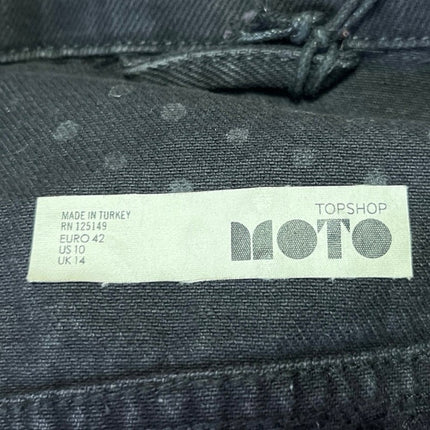 MADE IN TURKEY
RN 125149
EURO 42
US 10
UK 14
TOPSHOP
MOTO